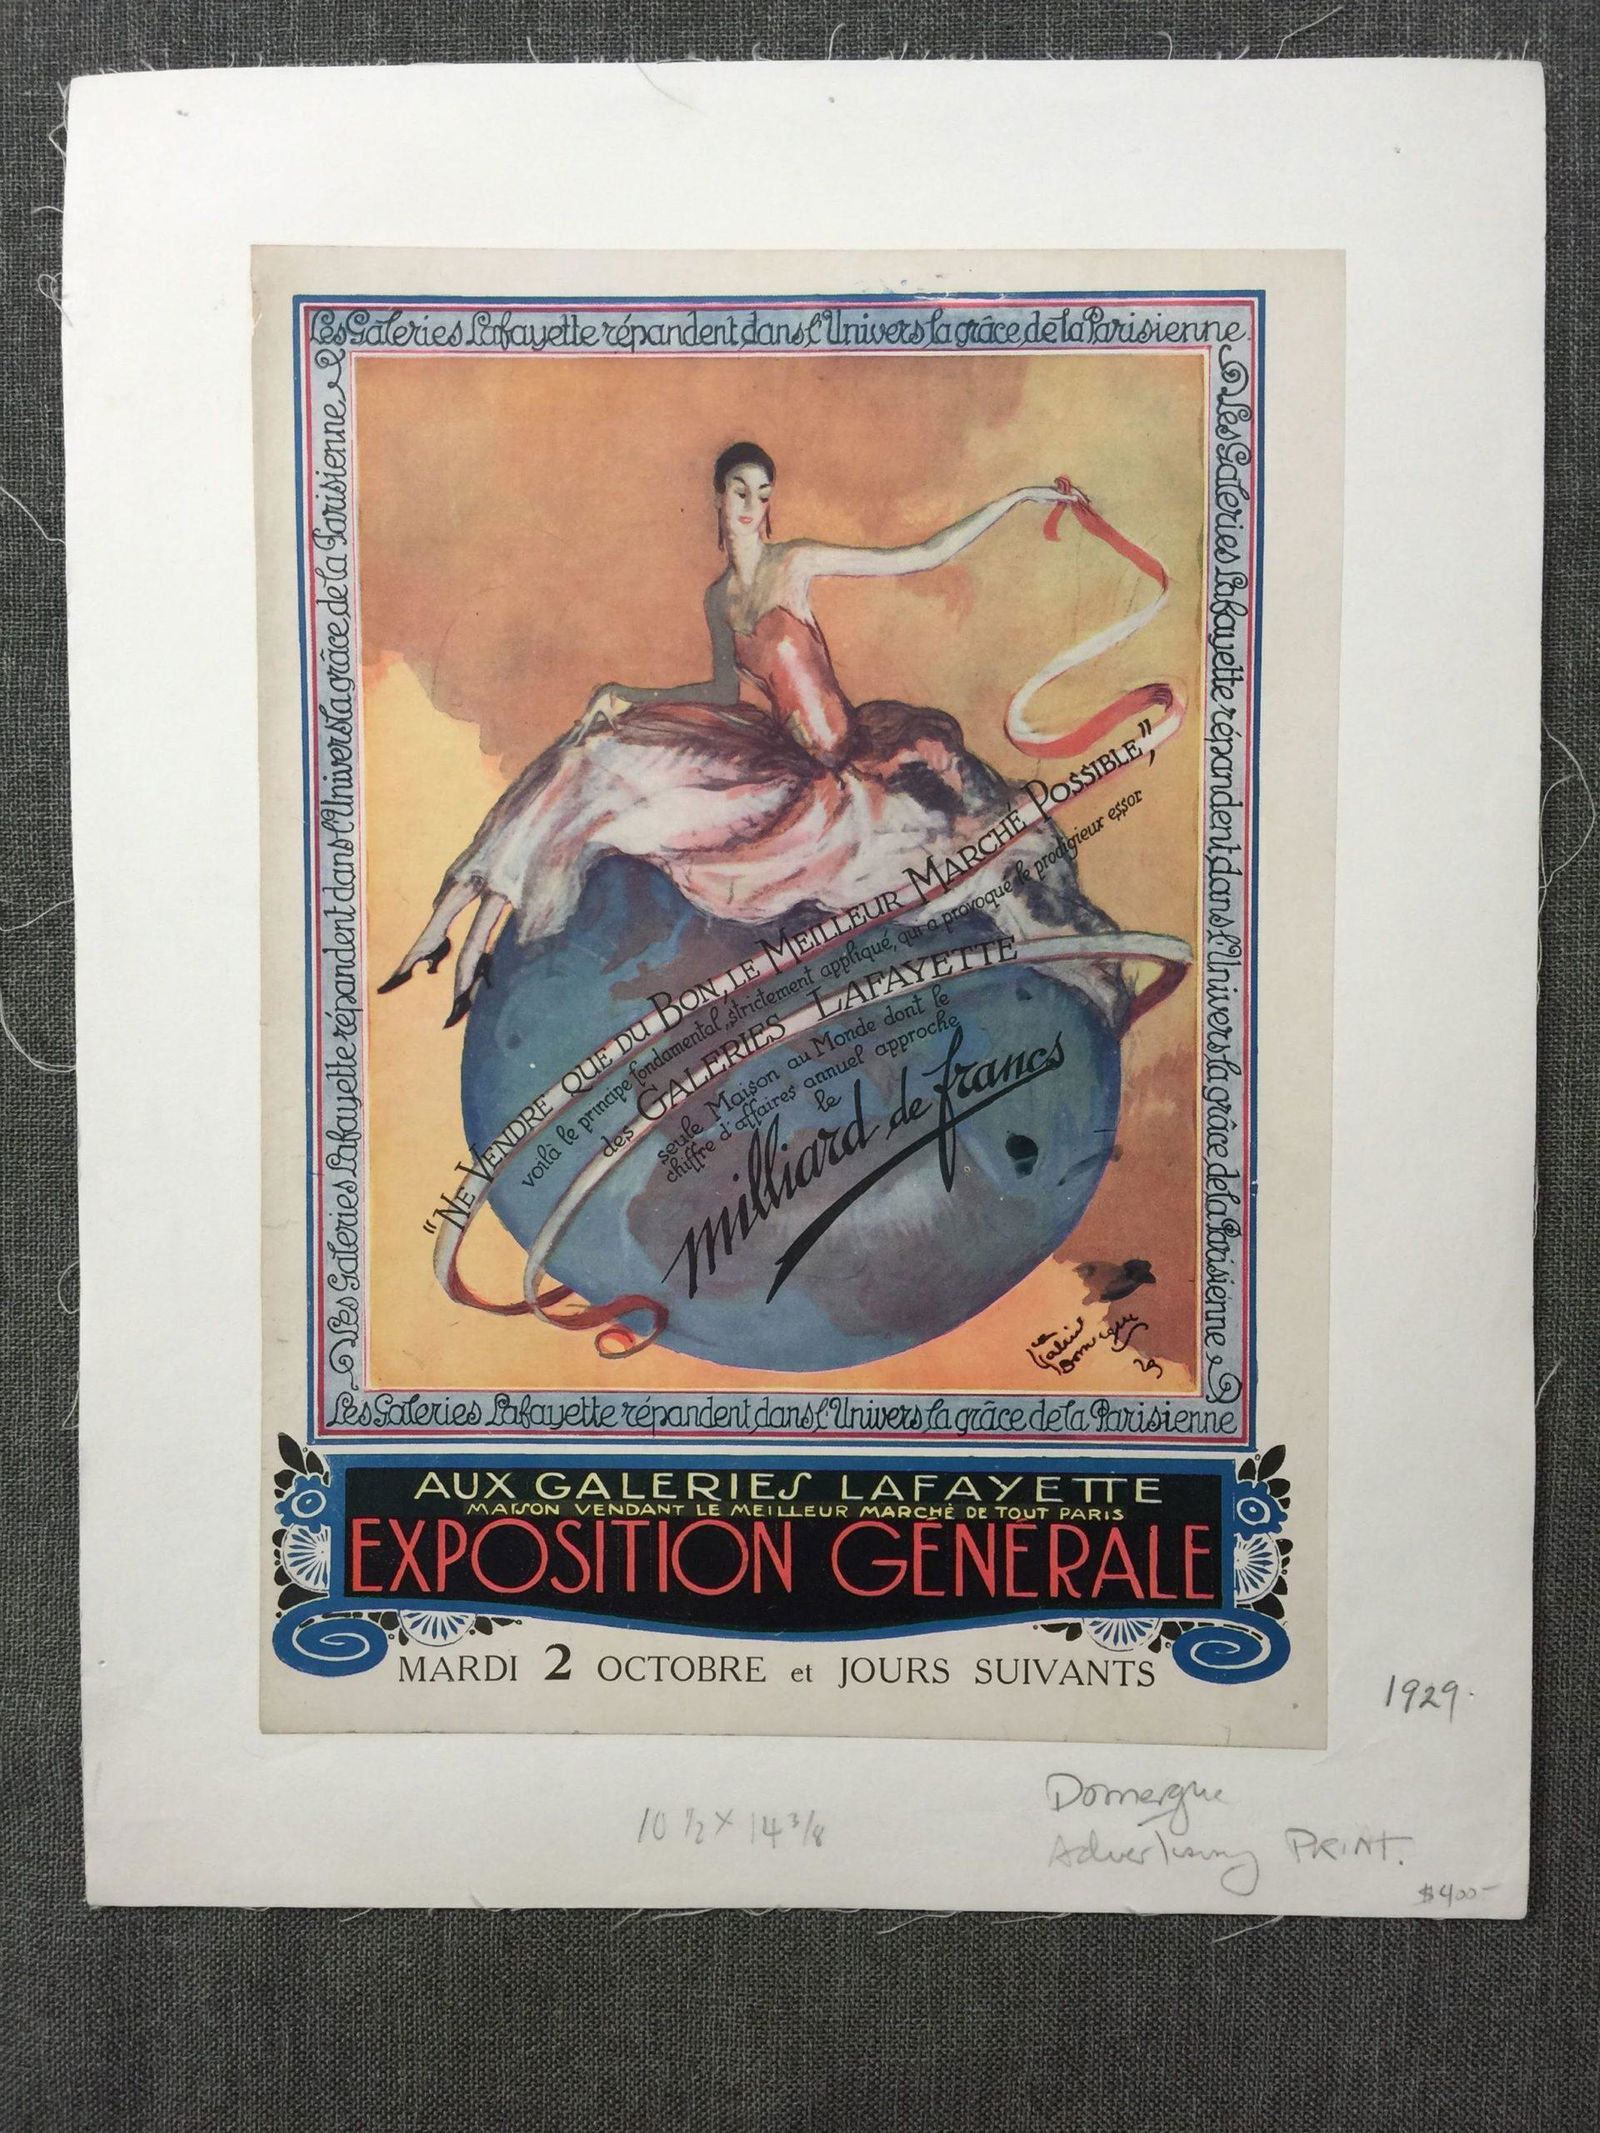 Les Galeries Lafayette répandent dans l'Univers la grâce de la Parisienne
Les Galeries Lafayette répandent dans l'Univers la grâce de la Parisienne
Les Galeries Lafayette répandent dans l'Univers la grâce de la Parisienne
"NE VENDRE QUE DU BON, LE MEILLEUR MARCHÉ POSSIBLE,"
voilà le principe fondamental, strictement appliqué, qui a provoqué le prodigieux essor
des GALERIES LAFAYETTE
seule Maison au Monde dont le
chiffre d'affaires annuel approche
le
milliard de francs
Jean
Gabriel
Domergue
29
Les Galeries Lafayette répandent dans l'Univers la grâce de la Parisienne
AUX GALERIES LAFAYETTE
MAISON VENDANT LE MEILLEUR MARCHÉ DE TOUT PARIS
EXPOSITION GÉNÉRALE
MARDI 2 OCTOBRE et JOURS SUIVANTS
1929.
Domergue
10 1/2 x 14 3/8
Advertising PRINT.
$400-